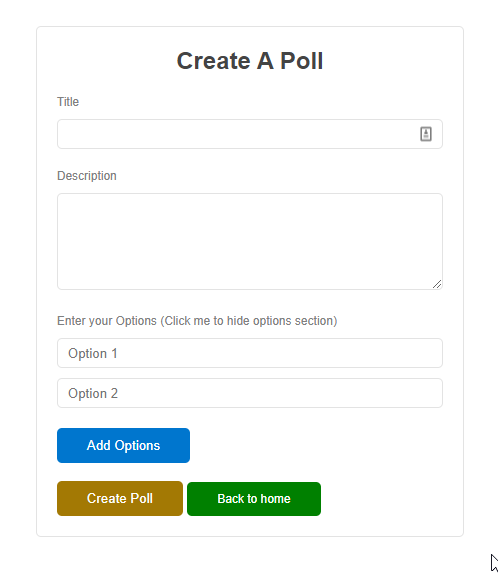 Create A Poll
Title
Description
Enter your Options (Click me to hide options section)
Option 1
Option 2
Add Options
Create Poll Back to home